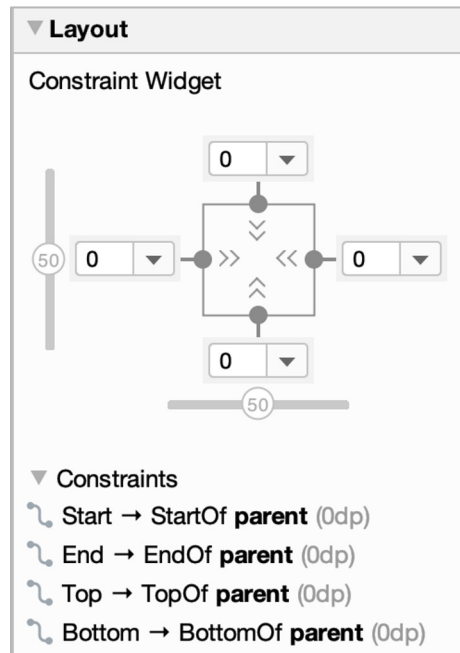 Layout
Constraint Widget
0
50 0 0
0
50
Constraints
Start → StartOf parent (0dp)
End → EndOf parent (0dp)
Top → TopOf parent (0dp)
Bottom → BottomOf parent (0dp)